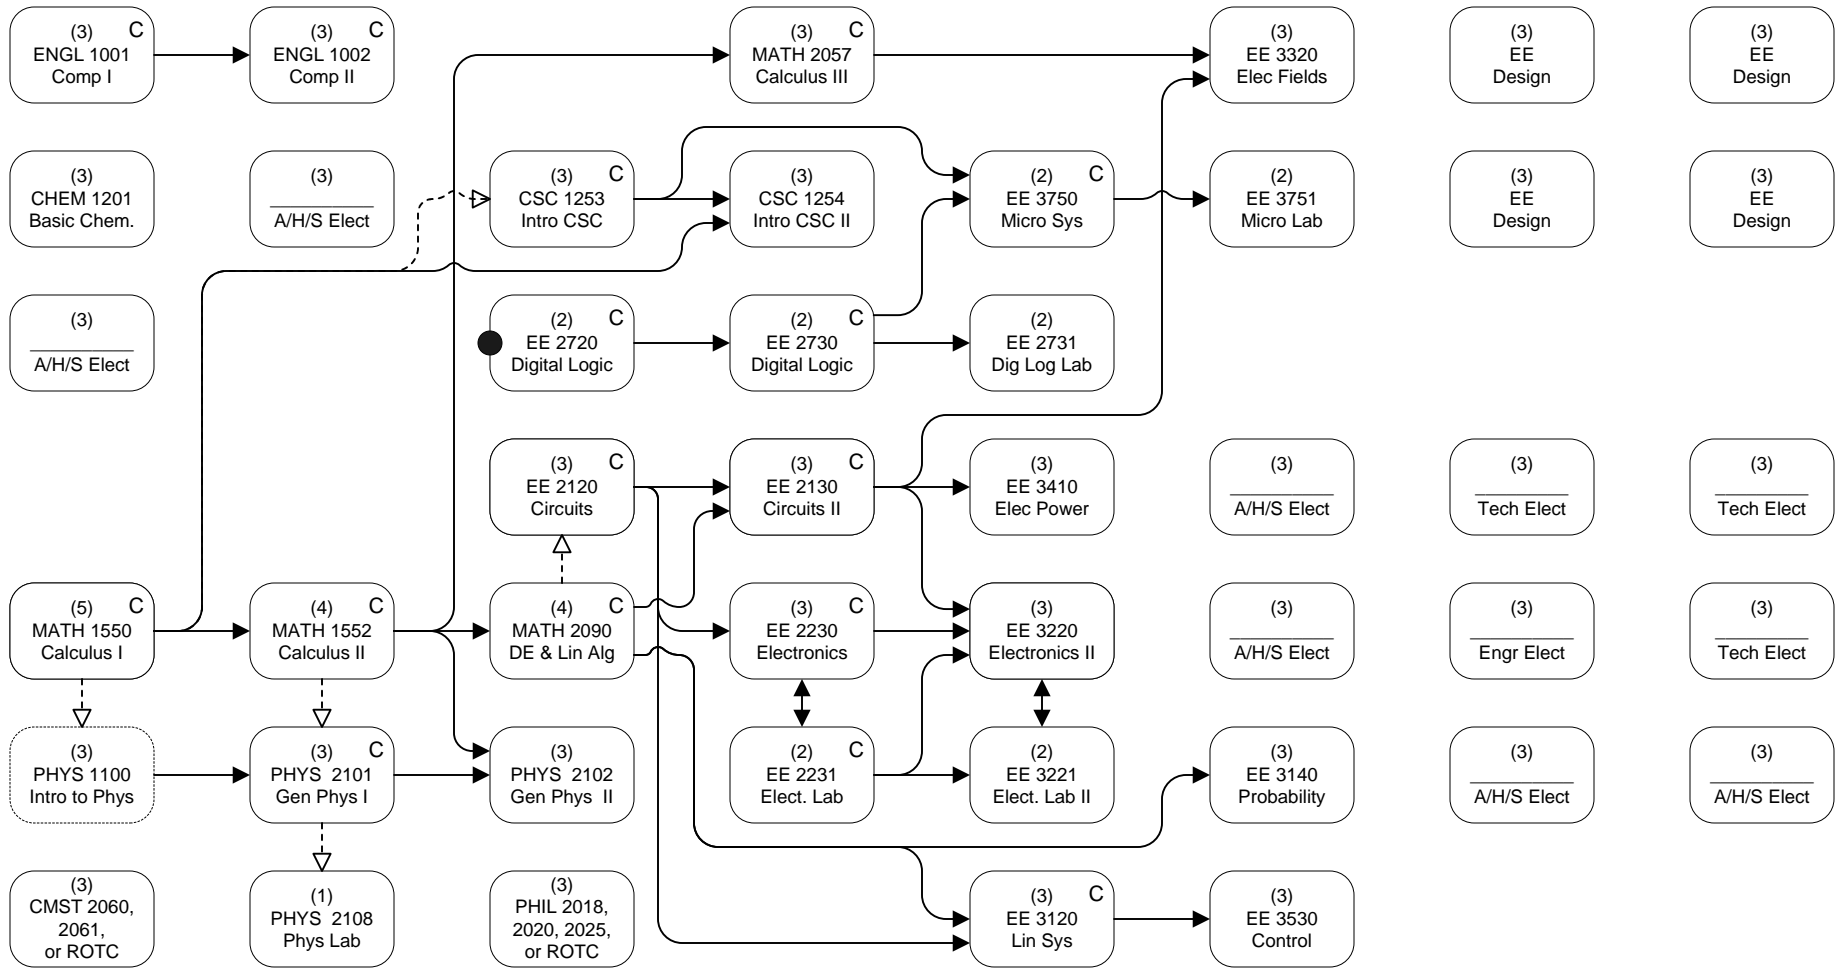 (3) C
ENGL 1001
Comp I
(3) C
ENGL 1002
Comp II
(3) C
MATH 2057
Calculus III
(3)
EE 3320
Elec Fields
(3)
EE
Design
(3)
EE
Design
(3)
CHEM 1201
Basic Chem.
(3)
A/H/S Elect
(3) C
CSC 1253
Intro CSC
(3)
CSC 1254
Intro CSC II
(2) C
EE 3750
Micro Sys
(2)
EE 3751
Micro Lab
(3)
EE
Design
(3)
EE
Design
(3)
A/H/S Elect
(2) C
EE 2720
Digital Logic
(2) C
EE 2730
Digital Logic
(2)
EE 2731
Dig Log Lab
(3) C
EE 2120
Circuits
(3) C
EE 2130
Circuits II
(3)
EE 3410
Elec Power
(3)
A/H/S Elect
(3)
Tech Elect
(3)
Tech Elect
(5) C
MATH 1550
Calculus I
(4) C
MATH 1552
Calculus II
(4) C
MATH 2090
DE & Lin Alg
(3) C
EE 2230
Electronics
(3)
EE 3220
Electronics II
(3)
A/H/S Elect
(3)
Engr Elect
(3)
Tech Elect
(3)
PHYS 1100
Intro to Phys
(3) C
PHYS 2101
Gen Phys I
(3)
PHYS 2102
Gen Phys II
(2) C
EE 2231
Elect. Lab
(2)
EE 3221
Elect. Lab II
(3)
EE 3140
Probability
(3)
A/H/S Elect
(3)
A/H/S Elect
(3)
CMST 2060,
2061,
or ROTC
(1)
PHYS 2108
Phys Lab
(3)
PHIL 2018,
2020, 2025,
or ROTC
(3) C
EE 3120
Lin Sys
(3)
EE 3530
Control